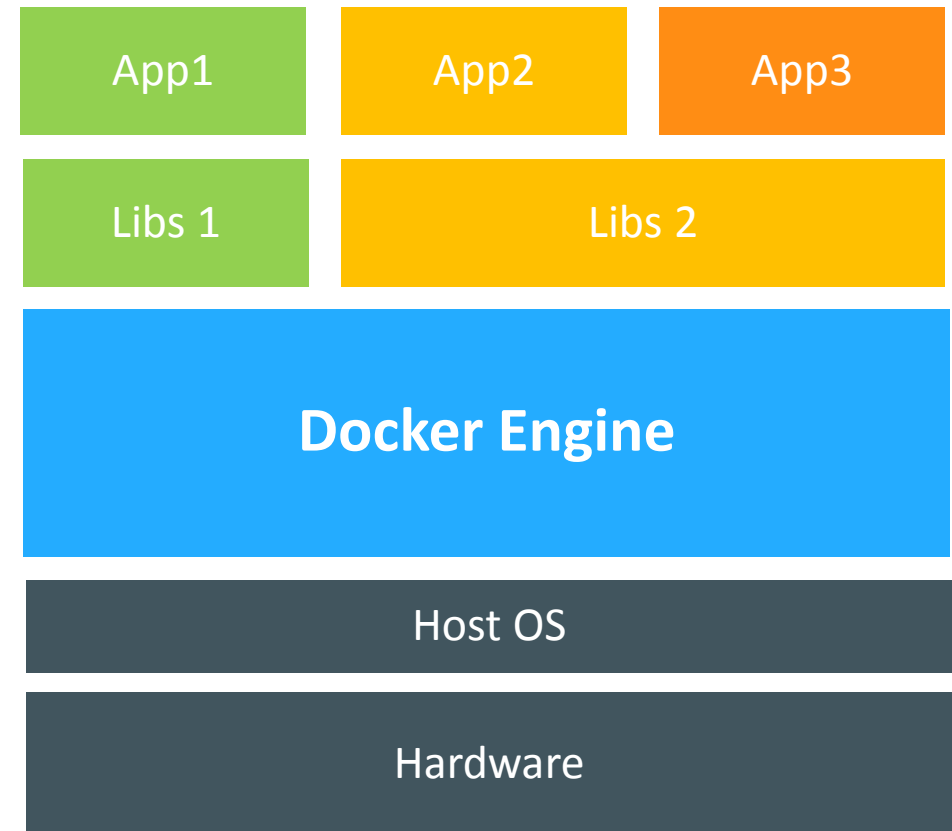 App1
App2
App3
Libs 1
Libs 2
Docker Engine
Host OS
Hardware